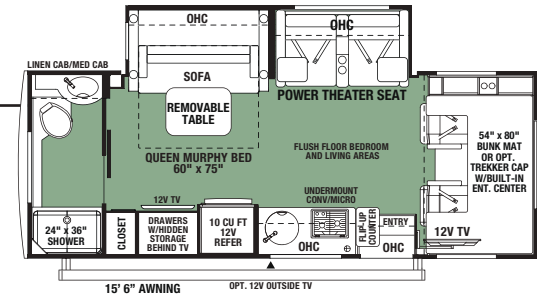 OHC
OHC
LINEN CAB/MED CAB
SOFA
REMOVABLE
TABLE
POWER THEATER SEAT
QUEEN MURPHY BED
60" x 75"
FLUSH FLOOR BEDROOM
AND LIVING AREAS
54" x 80"
BUNK MAT
OR OPT.
TREKKER CAP
W/BUILT-IN
ENT. CENTER
UNDERMOUNT
CONV/MICRO
12V TV
24" x 36"
SHOWER
CLOSET
DRAWERS
W/HIDDEN
STORAGE
BEHIND TV
10 CU FT
12V
REFER
OHC
FLIP-UP
COUNTER
ENTRY
OHC
12V TV
15' 6" AWNING
OPT. 12V OUTSIDE TV